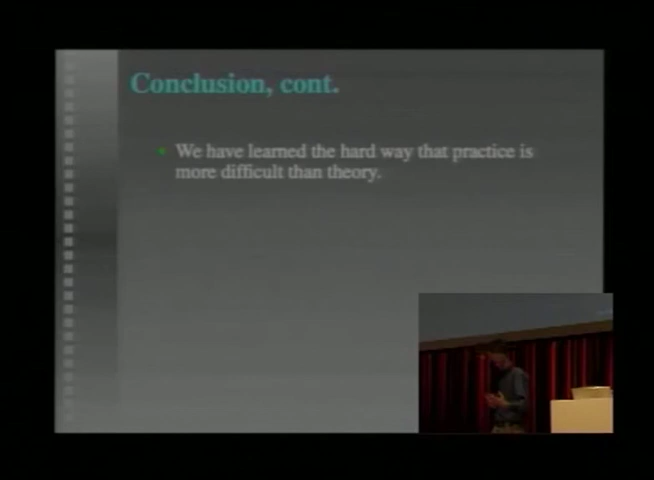 Conclusion, cont.
We have learned the hard way that practice is
more difficult than theory.